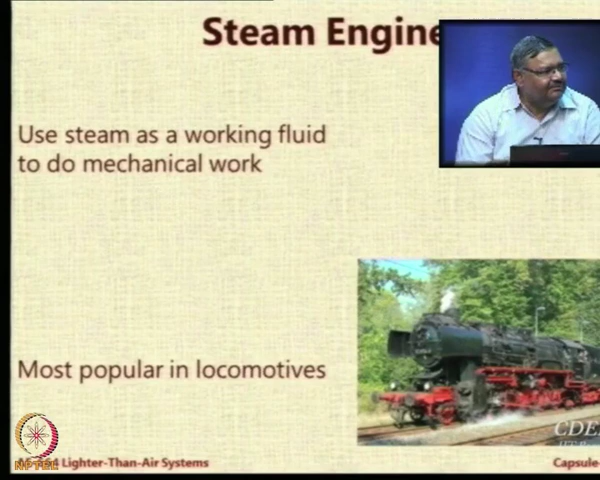 Steam Engine
Use steam as a working fluid
to do mechanical work
Most popular in locomotives
NPTEL
Lighter-Than-Air Systems
Capsule-